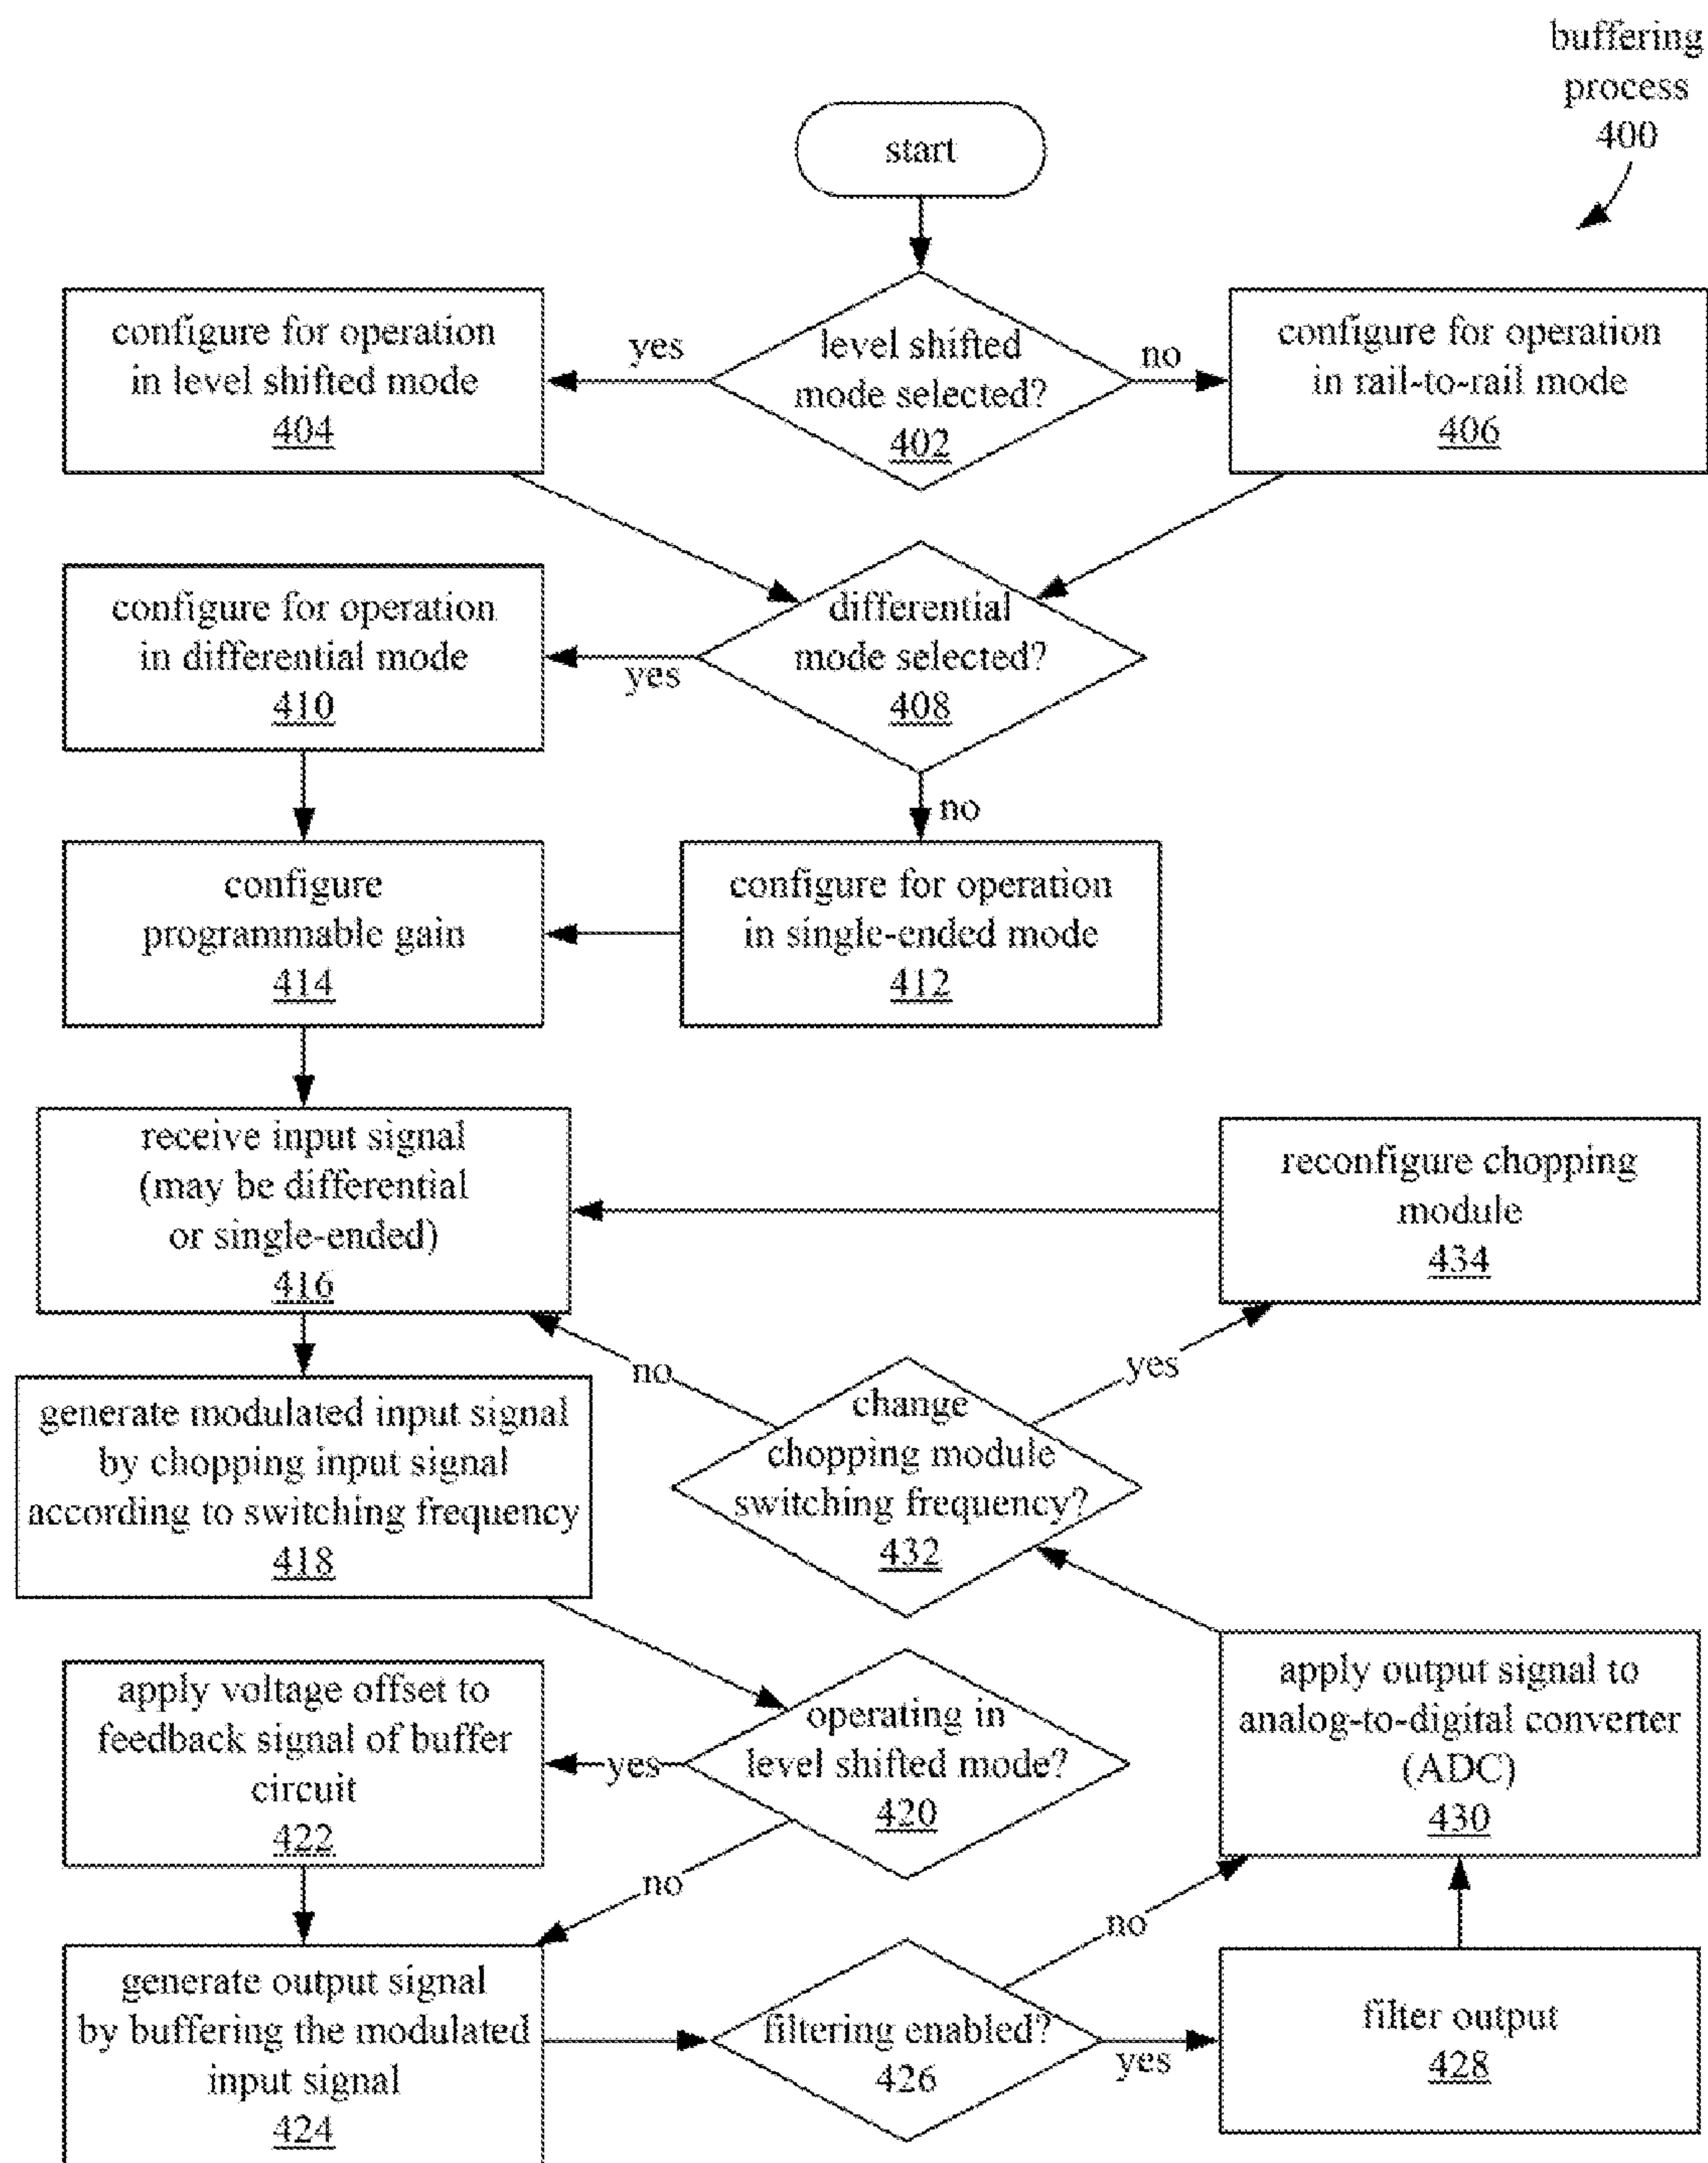 buffering
process
400
start
level shifted
mode selected?
402
yes
no
configure for operation
in level shifted mode
404
configure for operation
in rail-to-rail mode
406
differential
mode selected?
408
yes
no
configure for operation
in differential mode
410
configure for operation
in single-ended mode
412
configure
programmable gain
414
receive input signal
(may be differential
or single-ended)
416
generate modulated input signal
by chopping input signal
according to switching frequency
418
operating in
level shifted mode?
420
yes
no
apply voltage offset to
feedback signal of buffer
circuit
422
generate output signal
by buffering the modulated
input signal
424
filtering enabled?
426
yes
no
filter output
428
apply output signal to
analog-to-digital converter
(ADC)
430
change
chopping module
switching frequency?
432
no
yes
reconfigure chopping
module
434